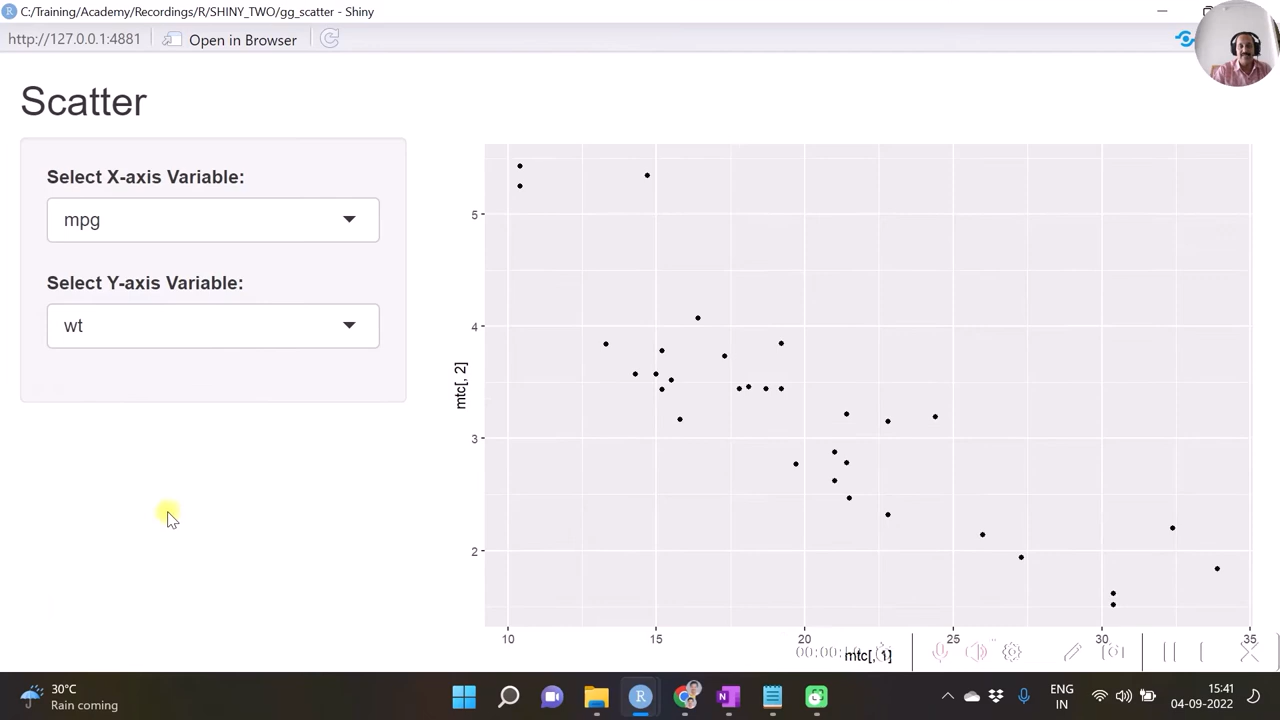 C:/Training/Academy/Recordings/R/SHINY_TWO/gg_scatter - Shiny
http://127.0.0.1:4881
Open in Browser
Scatter
Select X-axis Variable:
mpg
Select Y-axis Variable:
wt
5
4
3
2
mtc[, 2]
10
15
20
25
30
35
mtc[, 1]
30°C
Rain coming
R
ENG
IN
15:41
04-09-2022